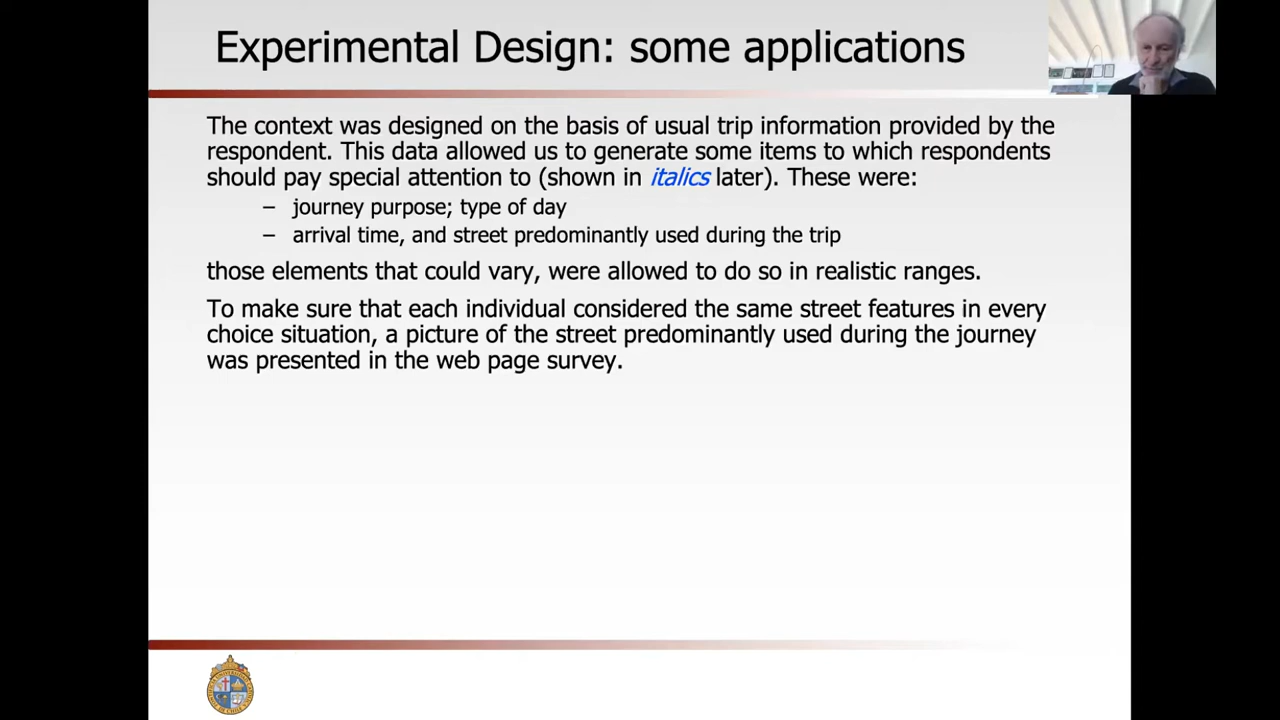 Experimental Design: some applications
The context was designed on the basis of usual trip information provided by the
respondent. This data allowed us to generate some items to which respondents
should pay special attention to (shown in italics later). These were:
– journey purpose; type of day
– arrival time, and street predominantly used during the trip
those elements that could vary, were allowed to do so in realistic ranges.
To make sure that each individual considered the same street features in every
choice situation, a picture of the street predominantly used during the journey
was presented in the web page survey.